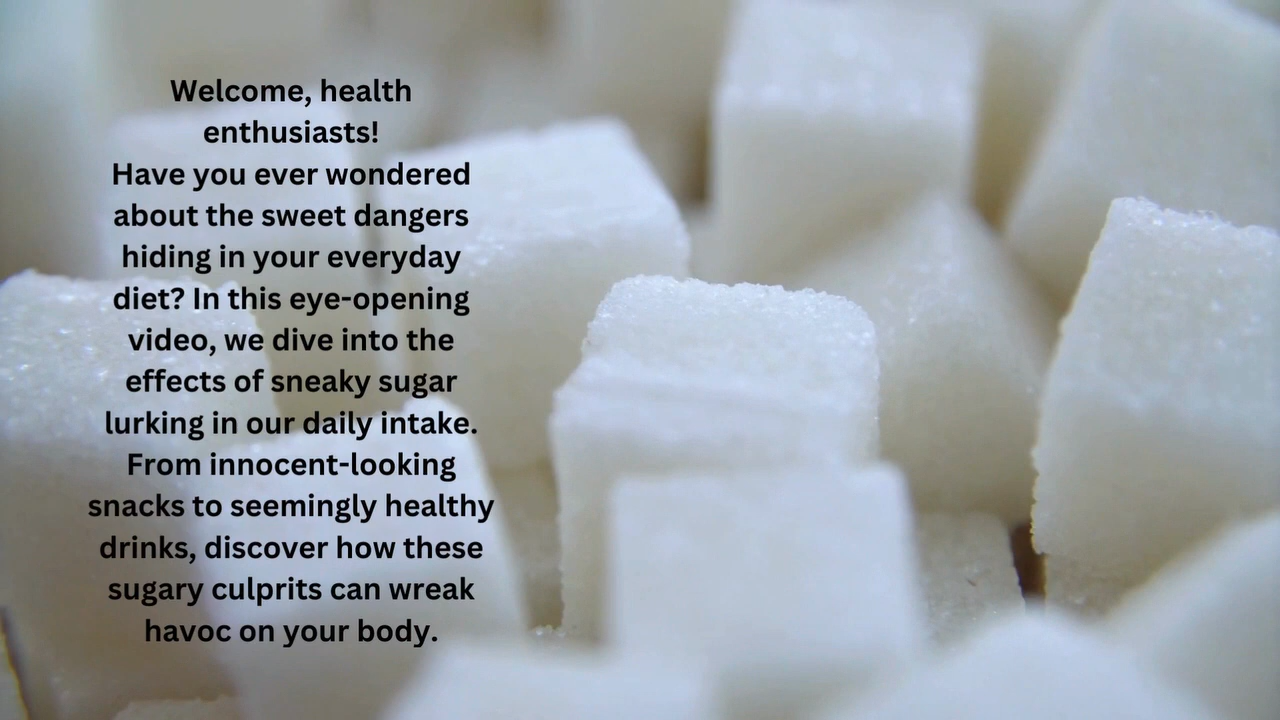 Welcome, health
enthusiasts!
Have you ever wondered
about the sweet dangers
hiding in your everyday
diet? In this eye-opening
video, we dive into the
effects of sneaky sugar
lurking in our daily intake.
From innocent-looking
snacks to seemingly healthy
drinks, discover how these
sugary culprits can wreak
havoc on your body.